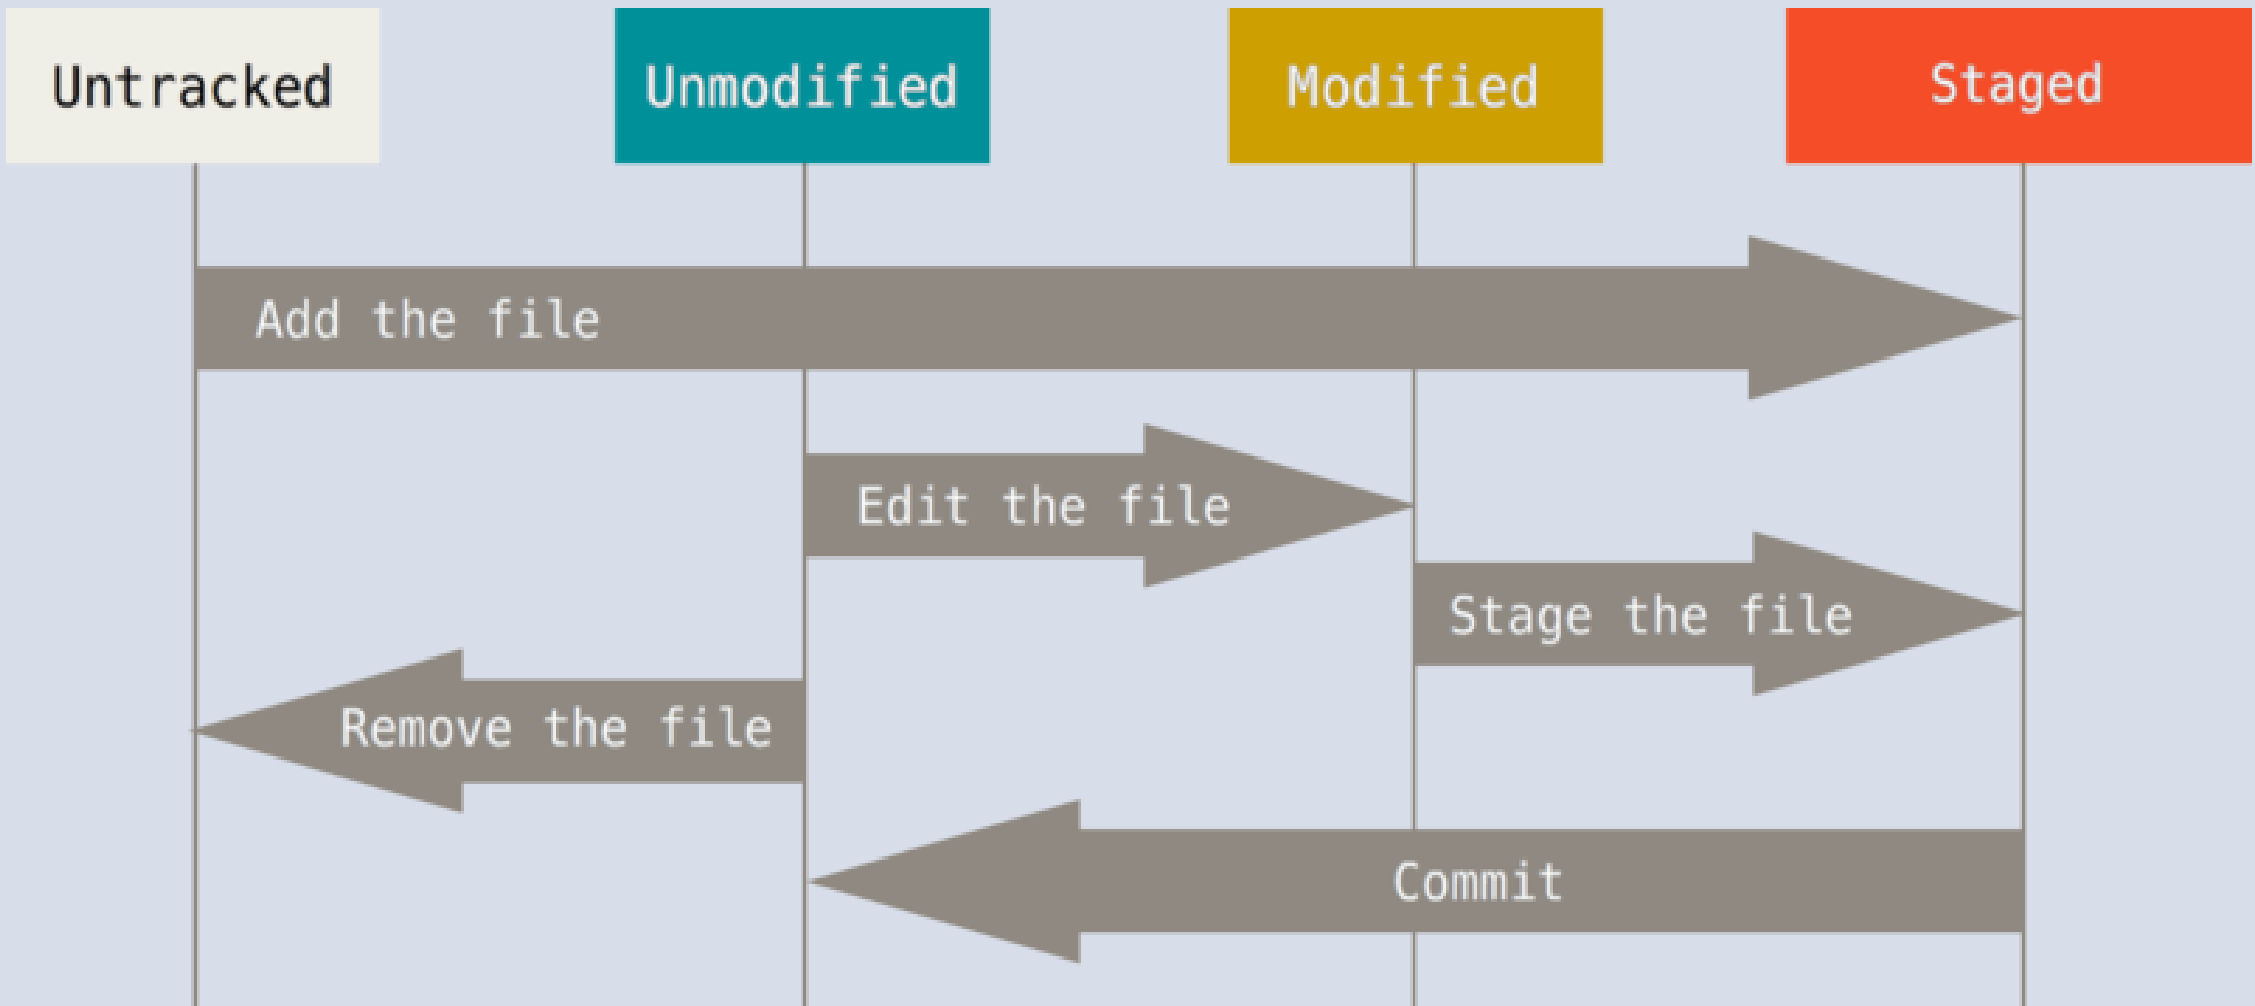 Untracked
Unmodified
Modified
Staged
Add the file
Edit the file
Stage the file
Remove the file
Commit